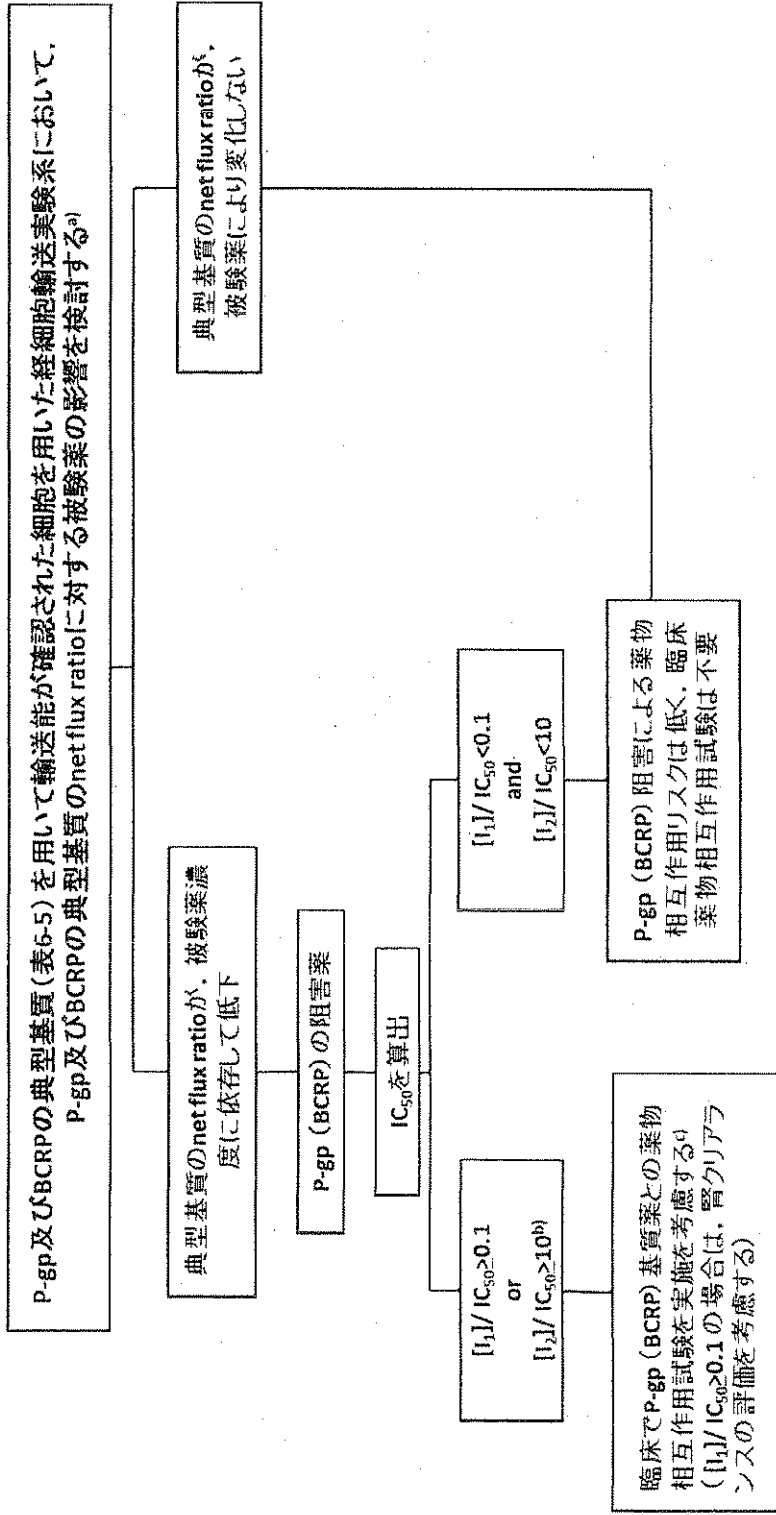 P-gp及びBCRPの典型基質(表6-5)を用いて輸送能が確認された細胞を用いた経細胞輸送実験系において,
P-gp及びBCRPの典型基質のnet flux ratioに対する被験薬の影響を検討するa)
典型基質のnet flux ratioが, 被験薬濃
度に依存して低下
典型基質のnet flux ratioが,
被験薬により変化しない
P-gp(BCRP)の阻害薬
IC50を算出
[I1]/ IC50≥0.1
or
[I2]/ IC50≥10b)
[I1]/ IC50<0.1
and
[I2]/ IC50<10
臨床でP-gp(BCRP)基質薬との薬物
相互作用試験を実施を考慮するc)
([I1]/ IC50≥0.1の場合は, 腎クリアラ
ンスの評価を考慮する)
P-gp(BCRP)阻害による薬物
相互作用リスクは低く, 臨床
薬物相互作用試験は不要